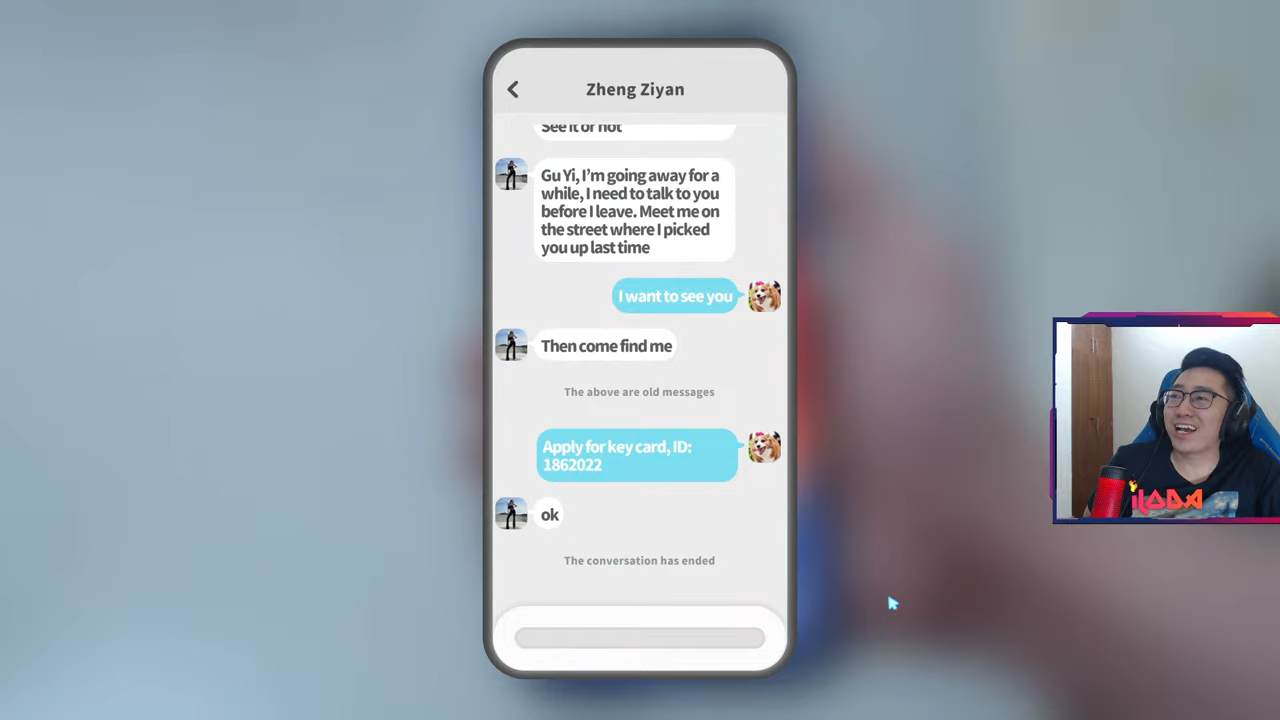 Zheng Ziyan
See it or not
Gu Yi, I'm going away for a
while, I need to talk to you
before I leave. Meet me on
the street where I picked
you up last time
I want to see you
Then come find me
The above are old messages
Apply for key card, ID:
1862022
ok
The conversation has ended